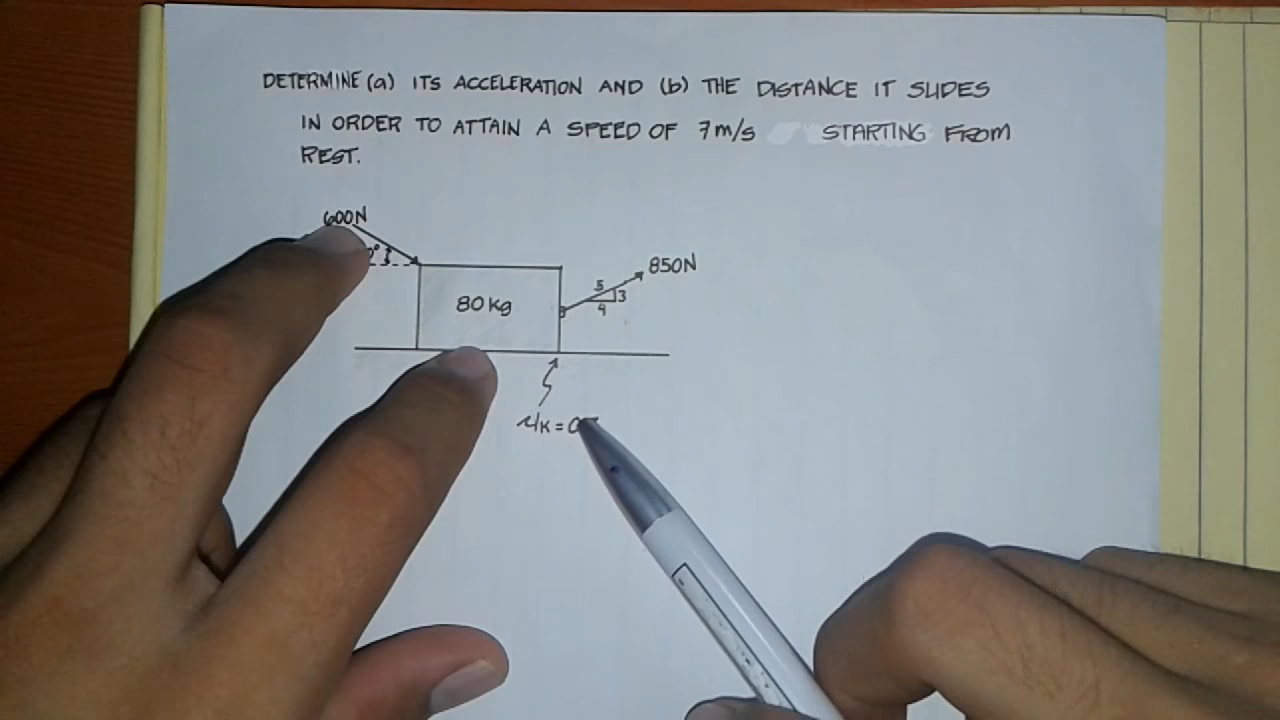 DETERMINE (a) ITS ACCELERATION AND (b) THE DISTANCE IT SLIDES
IN ORDER TO ATTAIN A SPEED OF 7 m/s STARTING FROM
REST.
600N
850N
5
3
4
80 kg